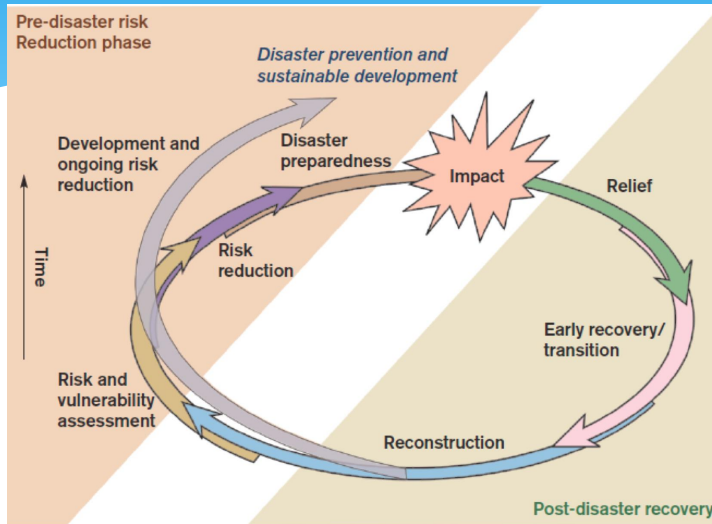 Pre-disaster risk
Reduction phase
Disaster prevention and
sustainable development
Development and
ongoing risk
reduction
Disaster
preparedness
Impact
Relief
Time
Risk
reduction
Early recovery/
transition
Risk and
vulnerability
assessment
Reconstruction
Post-disaster recovery